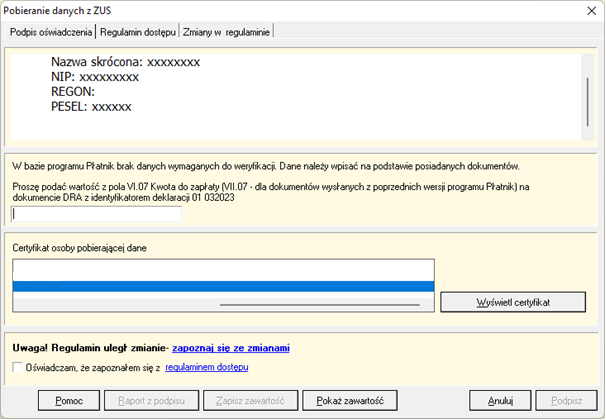 Pobieranie danych z ZUS
Podpis oświadczenia
Regulamin dostępu
Zmiany w regulaminie
Nazwa skrócona: xxxxxxxx
NIP: xxxxxxxxx
REGON:
PESEL: xxxxxx
W bazie programu Płatnik brak danych wymaganych do weryfikacji. Dane należy wpisać na podstawie posiadanych dokumentów.
Proszę podać wartość z pola VI.07 Kwota do zapłaty (VII.07 - dla dokumentów wysłanych z poprzednich wersji programu Płatnik) na
dokumencie DRA z identyfikatorem deklaracji 01 032023
Certyfikat osoby pobierającej dane
Wyświetl certyfikat
Uwaga! Regulamin uległ zmianie- zapoznaj się ze zmianami
Oświadczam, że zapoznałem się z regulaminem dostępu
Pomoc
Raport z podpisu
Zapisz zawartość
Pokaż zawartość
Anuluj
Podpisz